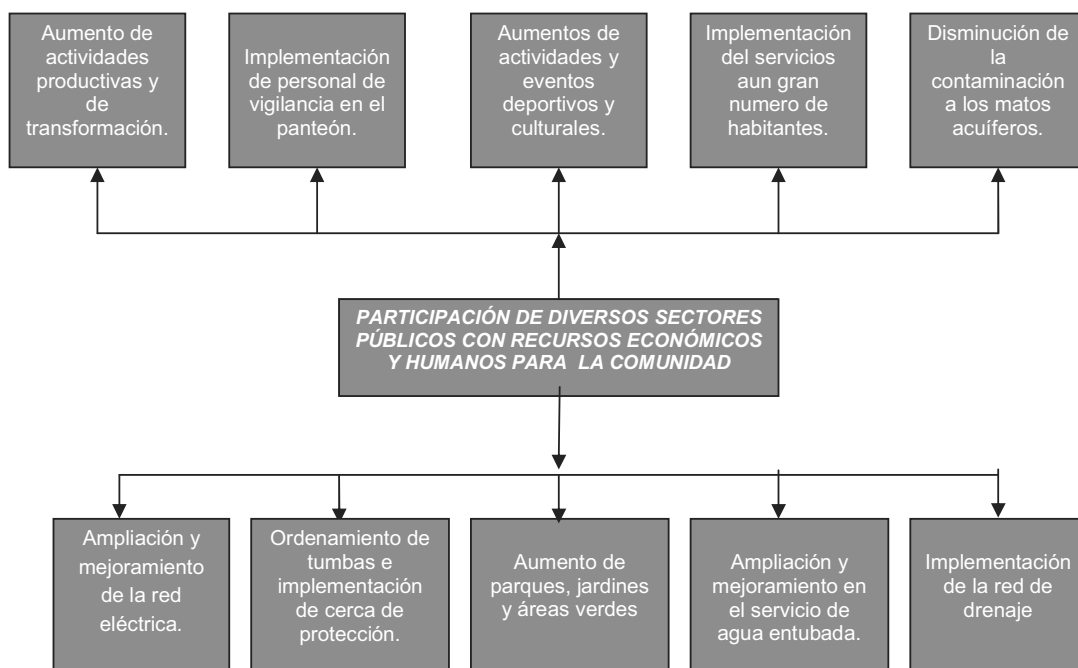 Aumento de
actividades
productivas y
de
transformación.
Implementación
de personal de
vigilancia en el
panteón.
Aumentos de
actividades y
eventos
deportivos y
culturales.
Implementación
del servicios aun gran
numero de
habitantes.
Disminución de
la
contaminación
a los matos
acuíferos.
PARTICIPACIÓN DE DIVERSOS SECTORES
PÚBLICOS CON RECURSOS ECONÓMICOS
Y HUMANOS PARA LA COMUNIDAD
Ampliación y
mejoramiento
de la red
eléctrica.
Ordenamiento de
tumbas e
implementación
de cerca de
protección.
Aumento de
parques, jardines
y áreas verdes
Ampliación y
mejoramiento en
el servicio de
agua entubada.
Implementación
de la red de
drenaje